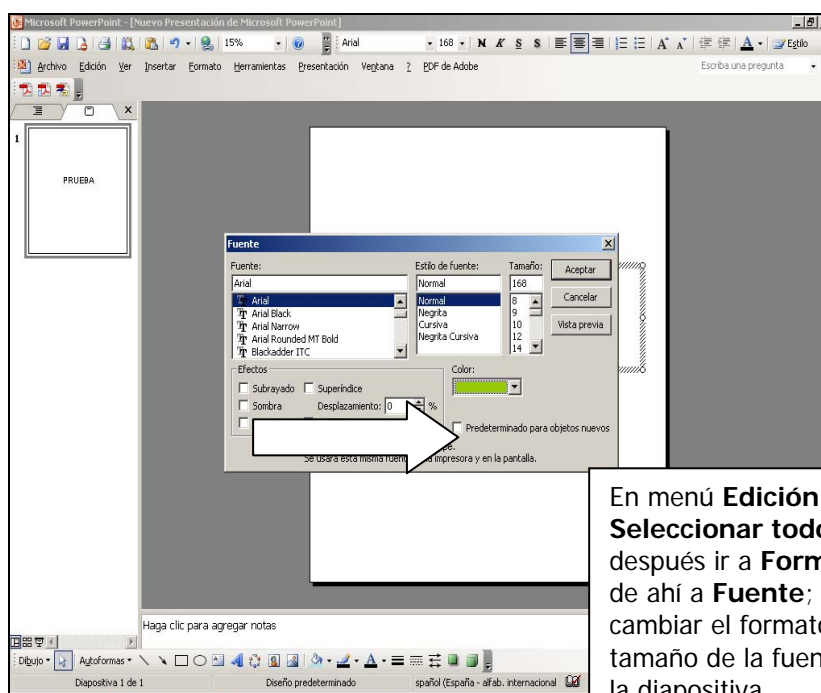 Microsoft PowerPoint - [Nuevo Presentación de Microsoft PowerPoint]
15% Arial 168 N K S S Estilo
Archivo Edición Ver Insertar Formato Herramientas Presentación Ventana ? PDF de Adobe Escriba una pregunta
1
PRUEBA
Fuente
Fuente: Estilo de fuente: Tamaño:
Arial Normal 168 Aceptar
Arial Normal 8 Cancelar
Arial Black Negrita 9
Arial Narrow Cursiva 10 Vista previa
Arial Rounded MT Bold Negrita Cursiva 12
Blackadder ITC 14
Efectos Color:
Subrayado Superíndice
Sombra Desplazamiento: 0 %
Predeterminado para objetos nuevos
Se usará esta misma impresora y en la pantalla.
En menú Edición
Seleccionar
después ir a
de ahí a Fuente;
cambiar el
tamaño de la
la diapositiva
Haga clic para agregar notas
Dibujo Autoformas
Diapositiva 1 de 1 Diseño predeterminado spañol (España - alfab. internacional